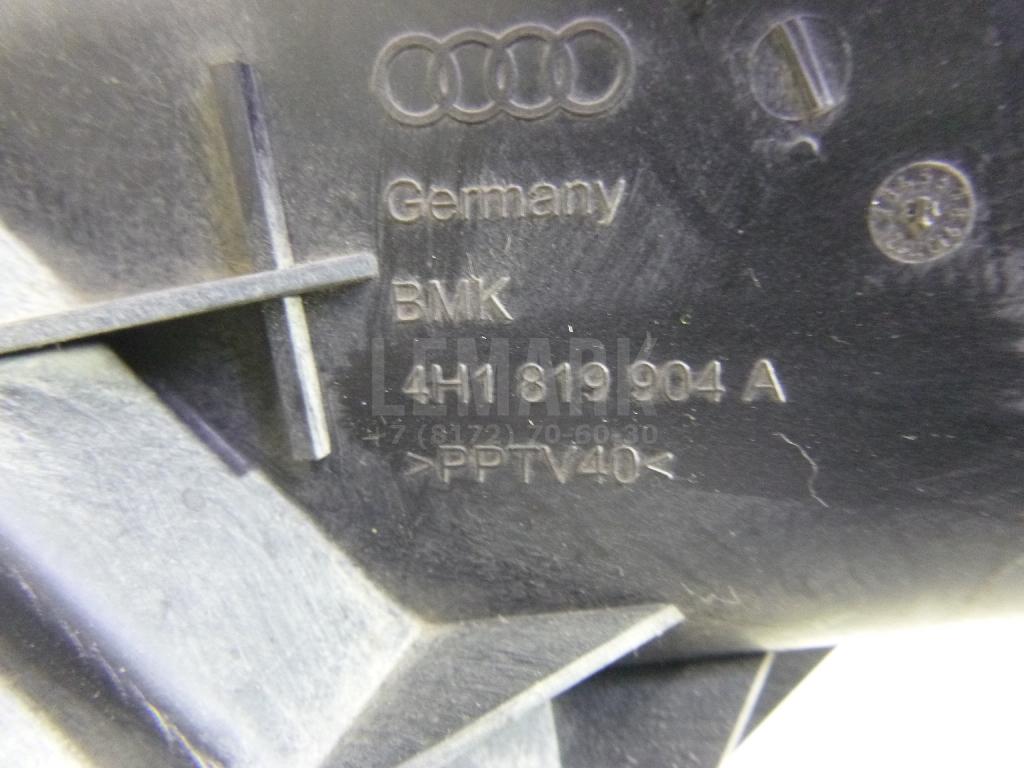 Germany
BMK
LEMARK
4H1 819 904 A
+7 (8172) 70-60-30
>PPTV40<